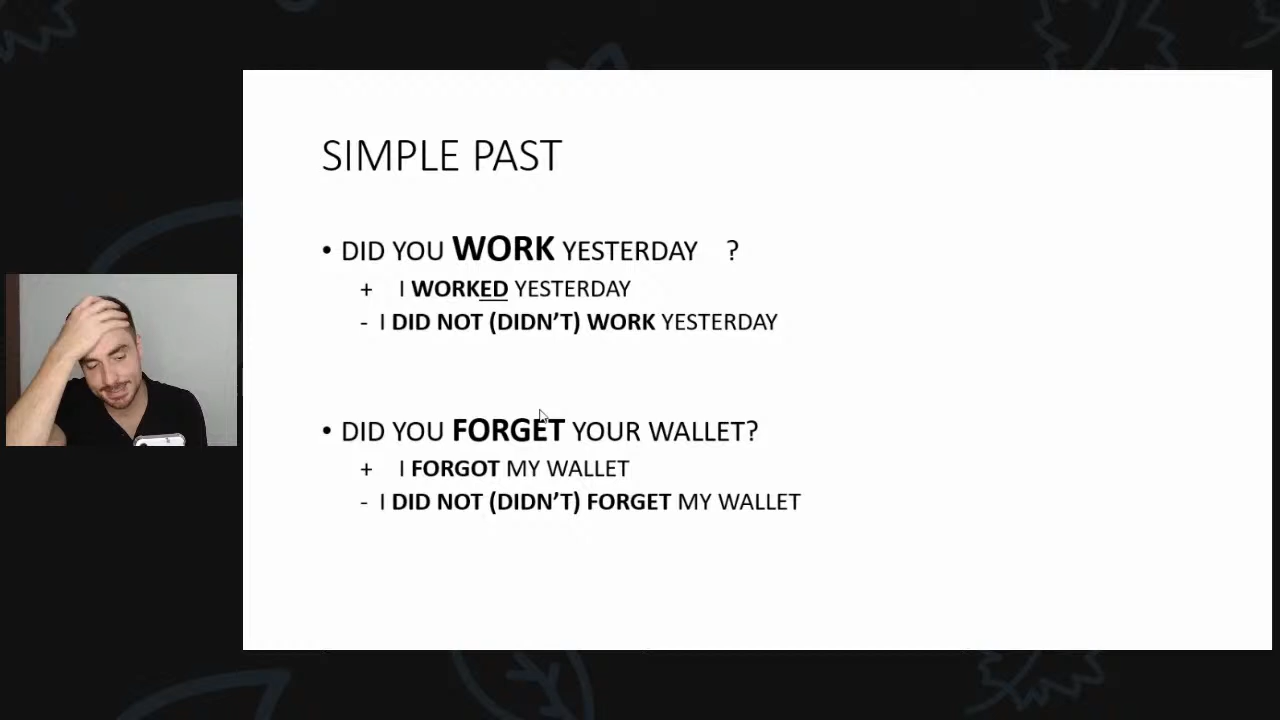 SIMPLE PAST
• DID YOU WORK YESTERDAY ?
+ I WORKED YESTERDAY
- I DID NOT (DIDN’T) WORK YESTERDAY
• DID YOU FORGET YOUR WALLET?
+ I FORGOT MY WALLET
- I DID NOT (DIDN’T) FORGET MY WALLET